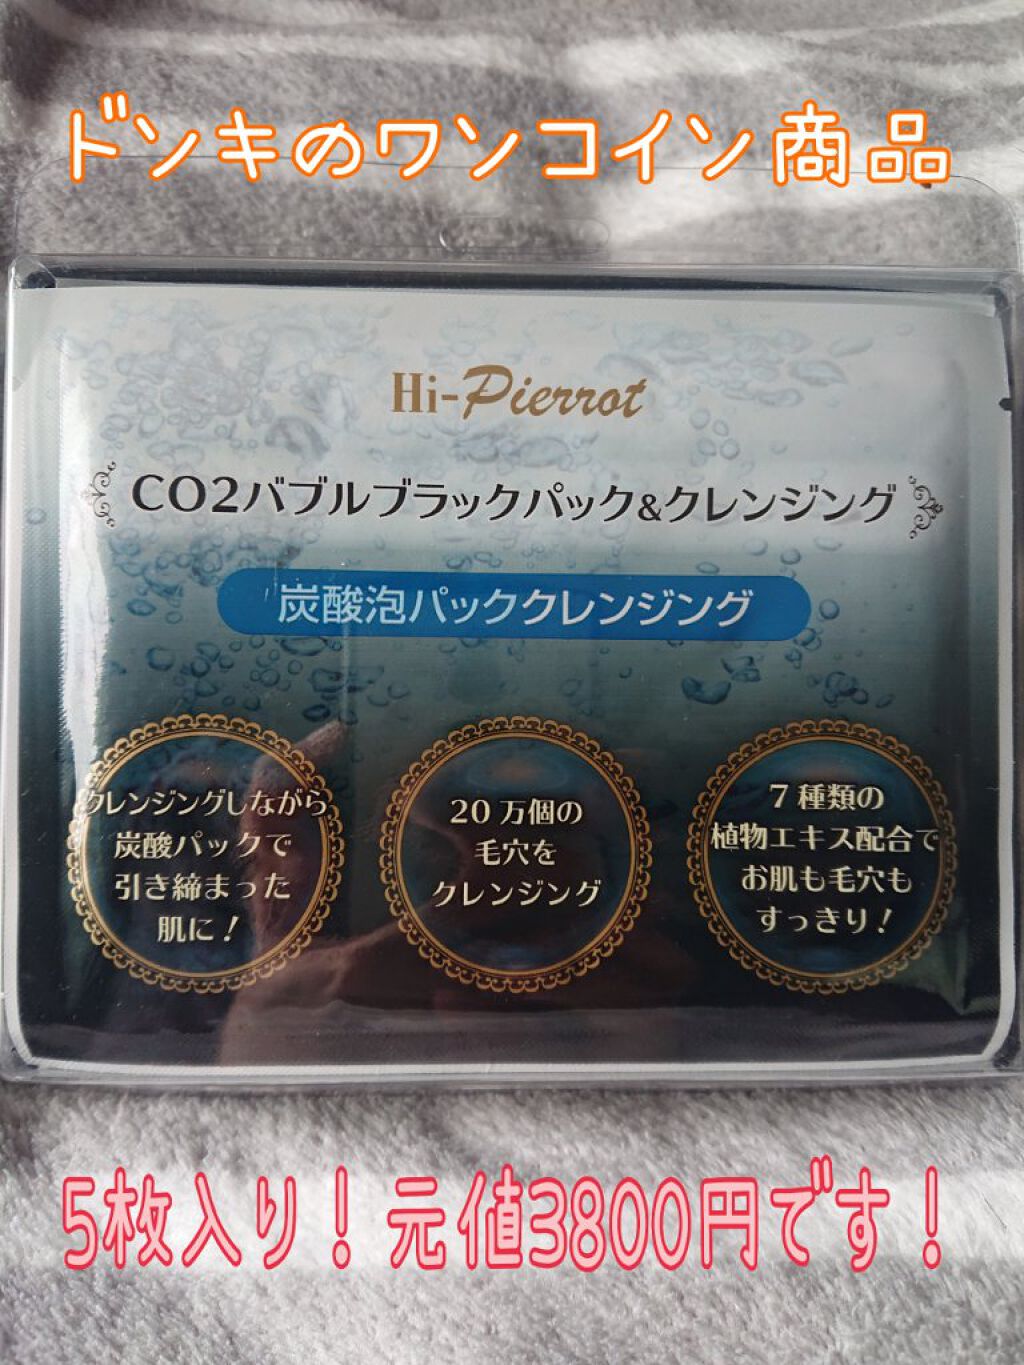 ドンキのワンコイン商品
Hi-Pierrot
CO2バブルブラックパック&クレンジング
炭酸泡パッククレンジング
クレンジングしながら
炭酸パックで
引き締まった
肌に!
20万個の
毛穴を
クレンジング
7種類の
植物エキス配合で
お肌も毛穴も
すっきり!
5枚入り!元値3800円です!